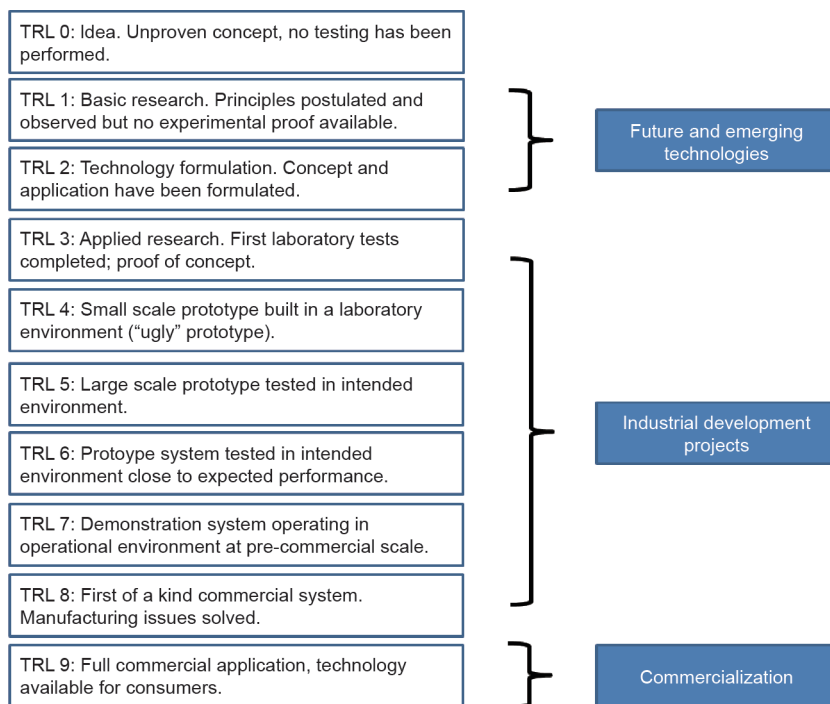 TRL 0: Idea. Unproven concept, no testing has been
performed.
TRL 1: Basic research. Principles postulated and
observed but no experimental proof available.
TRL 2: Technology formulation. Concept and
application have been formulated.
Future and emerging
technologies
TRL 3: Applied research. First laboratory tests
completed; proof of concept.
TRL 4: Small scale prototype built in a laboratory
environment (“ugly” prototype).
TRL 5: Large scale prototype tested in intended
environment.
TRL 6: Protoype system tested in intended
environment close to expected performance.
TRL 7: Demonstration system operating in
operational environment at pre-commercial scale.
TRL 8: First of a kind commercial system.
Manufacturing issues solved.
Industrial development
projects
TRL 9: Full commercial application, technology
available for consumers.
Commercialization